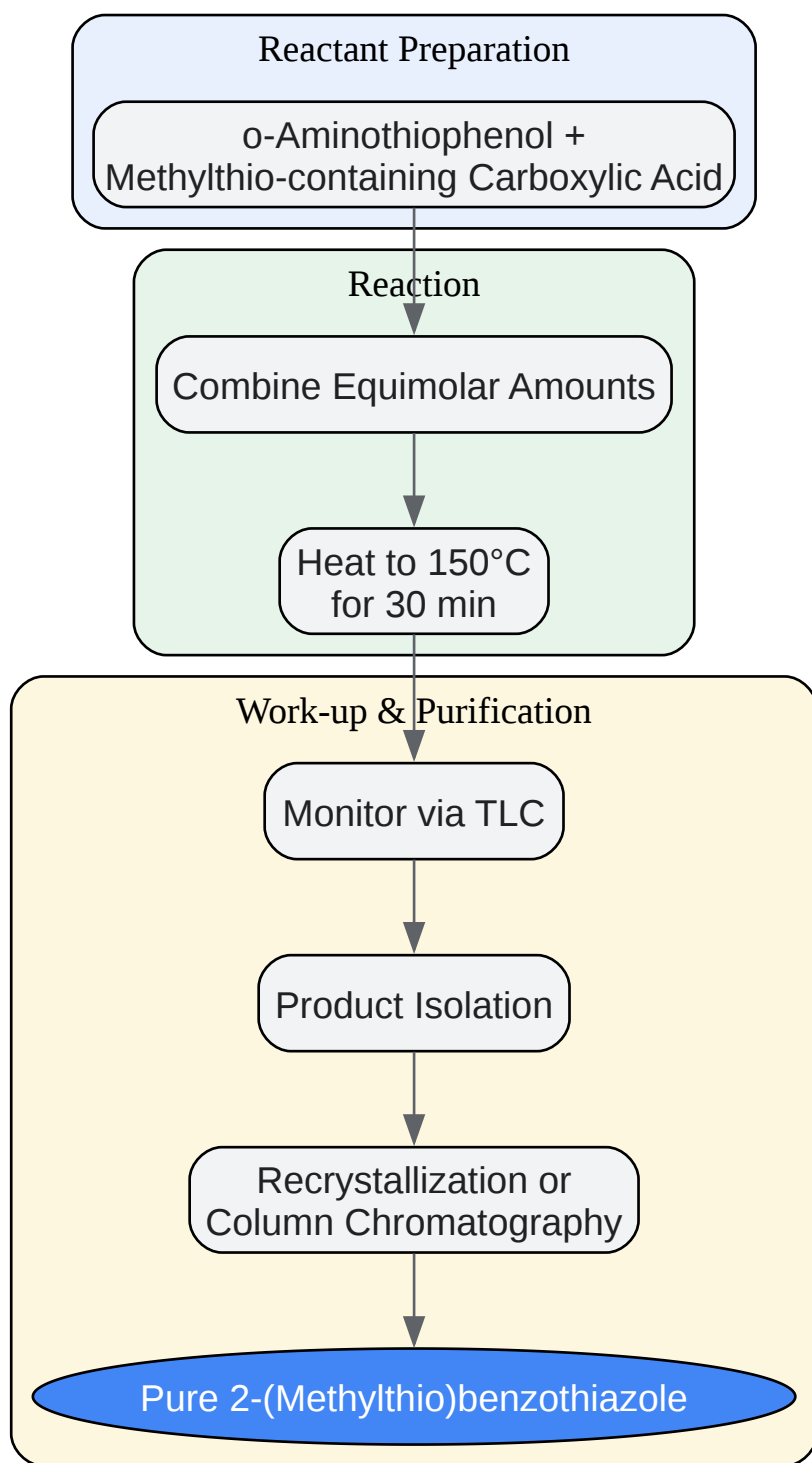 Reactant Preparation
o-Aminothiophenol +
Methylthio-containing Carboxylic Acid
Reaction
Combine Equimolar Amounts
Heat to 150°C
for 30 min
Work-up & Purification
Monitor via TLC
Product Isolation
Recrystallization or
Column Chromatography
Pure 2-(Methylthio)benzothiazole